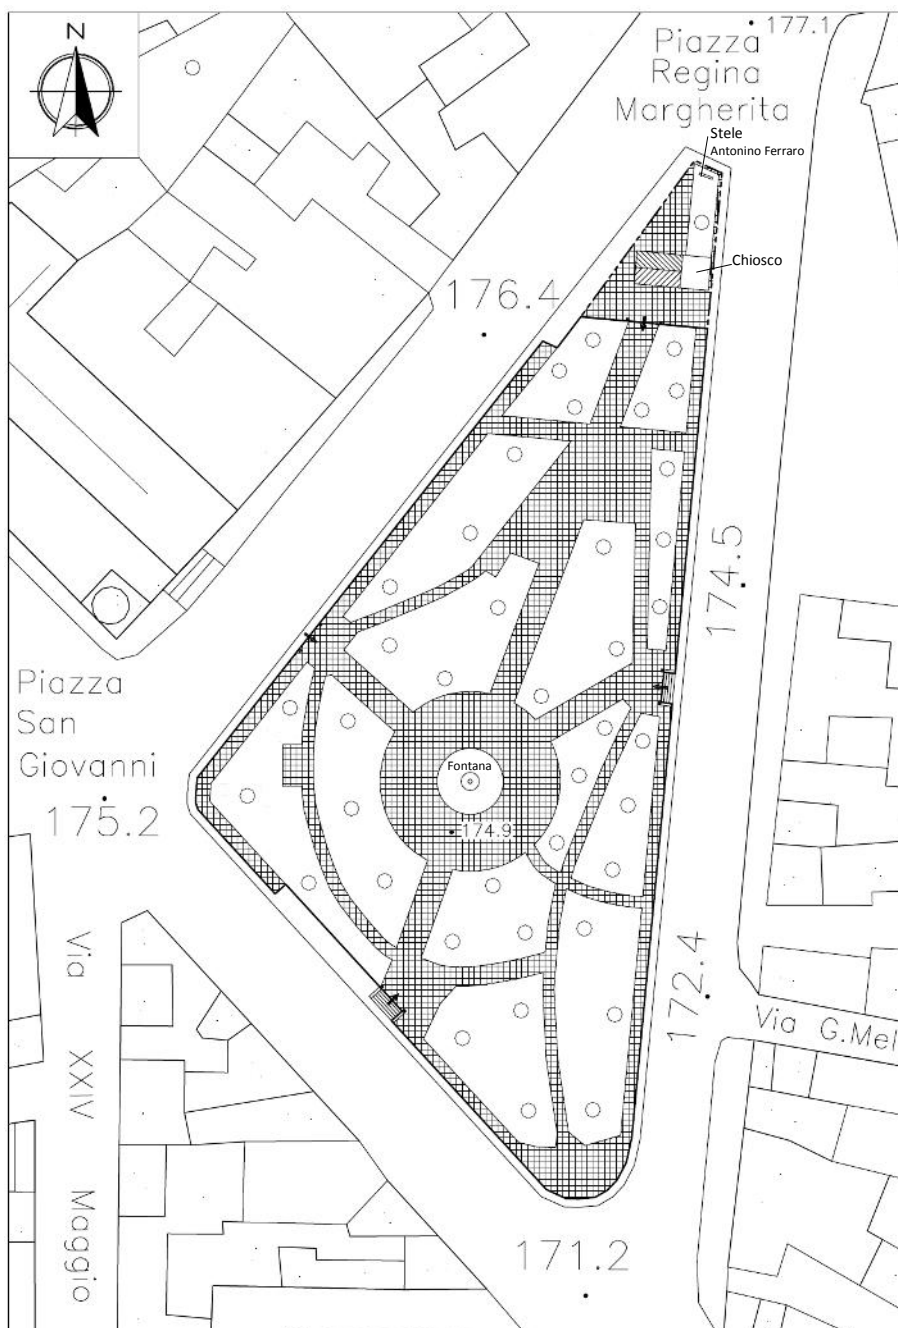 N
177.1
Piazza
Regina
Margherita
Stele
Antonino Ferraro
Chiosco
176.4
174.5
Piazza
San
Giovanni
175.2
Fontana
174.9
172.4
Via G.Mel
Via XXIV Maggio
171.2